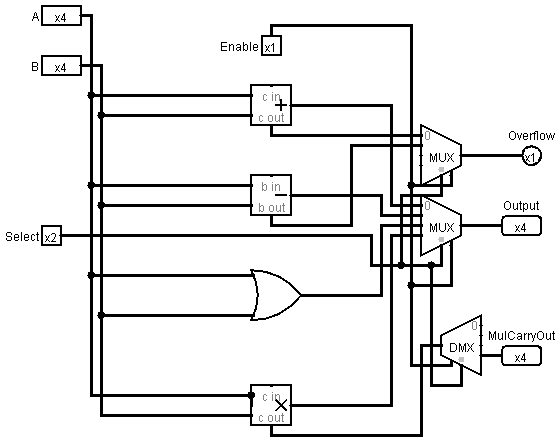 A x4
B x4
Enable x1
c in
+
c out
0
MUX
Overflow
x1
b in
−
b out
0
MUX
Output
x4
Select x2
0
DMX
MulCarryOut
x4
c in
×
c out